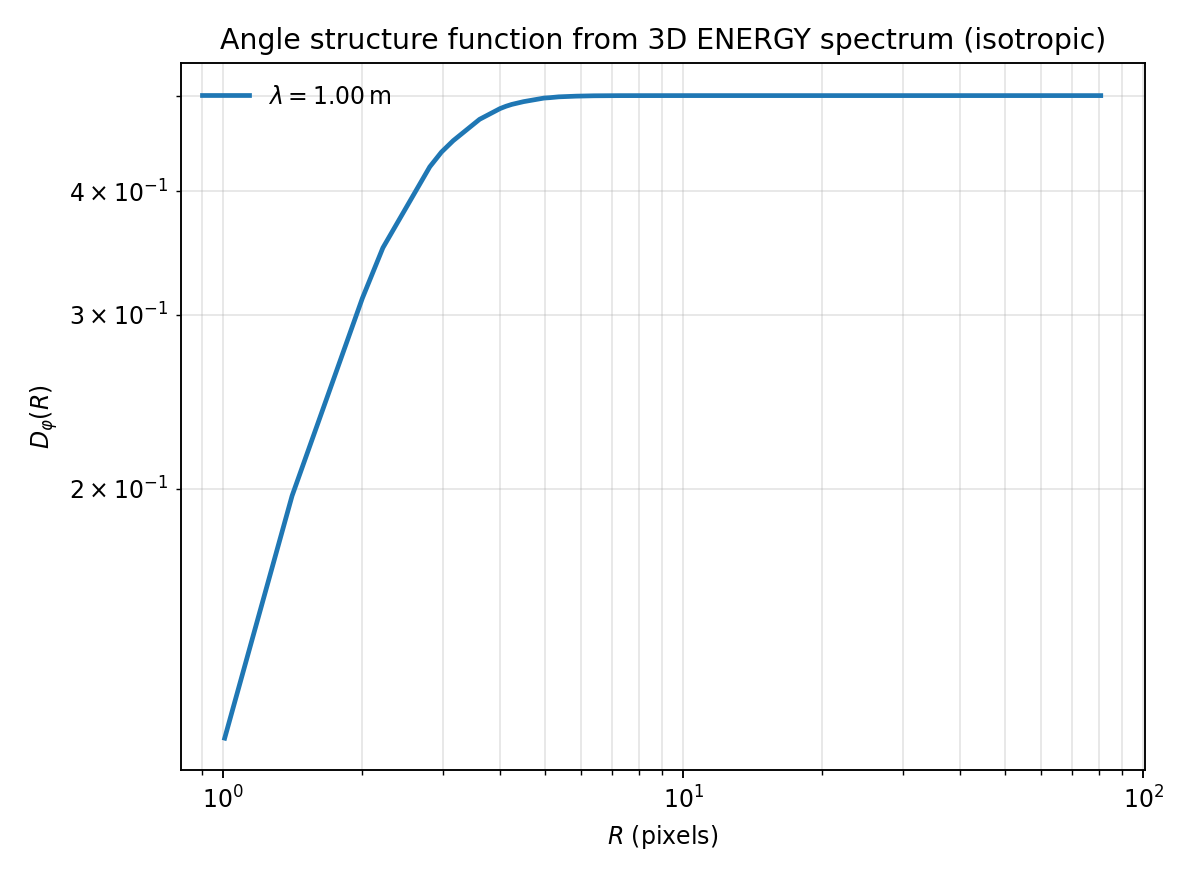 Angle structure function from 3D ENERGY spectrum (isotropic)
λ = 1.00 m
4 × 10⁻¹
3 × 10⁻¹
2 × 10⁻¹
D_φ(R)
10⁰ 10¹ 10²
R (pixels)